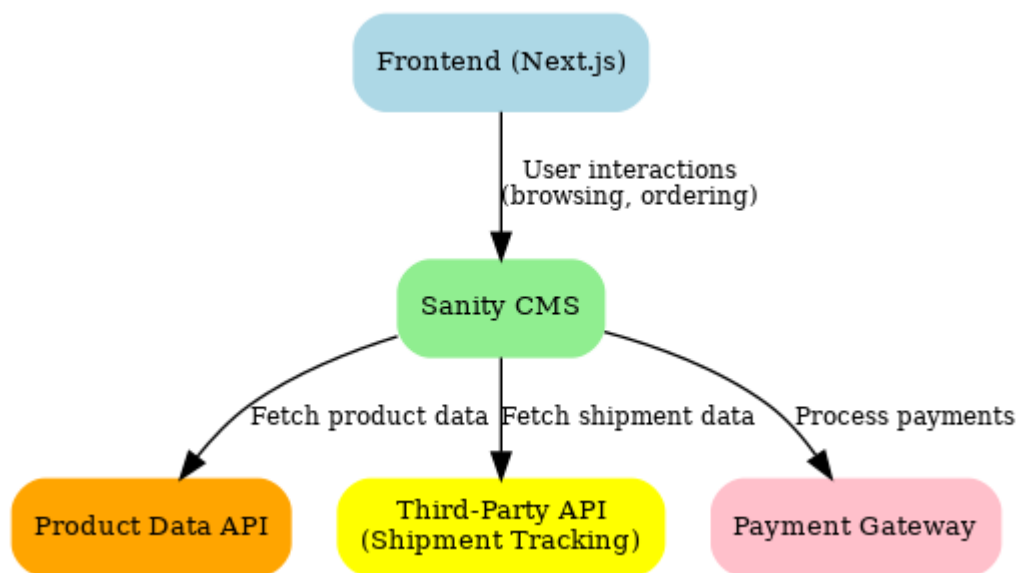 Frontend (Next.js)
User interactions
(browsing, ordering)
Sanity CMS
Fetch product data
Fetch shipment data
Process payments
Product Data API
Third-Party API
(Shipment Tracking)
Payment Gateway